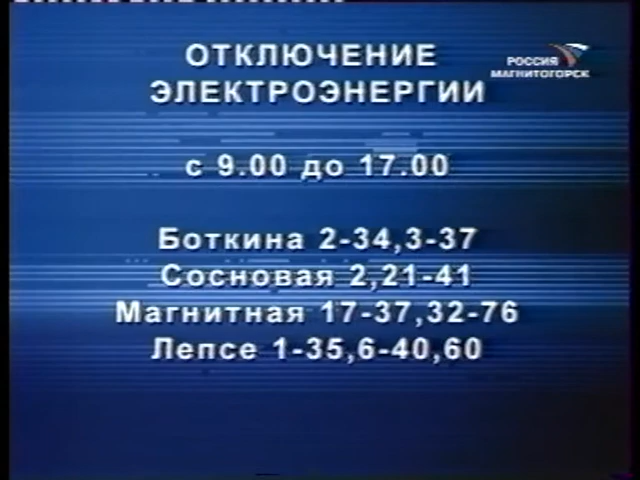 ОТКЛЮЧЕНИЕ
ЭЛЕКТРОЭНЕРГИИ
РОССИЯ
МАГНИТОГОРСК
с 9.00 до 17.00
Боткина 2-34,3-37
Сосновая 2,21-41
Магнитная 17-37,32-76
Лепсе 1-35,6-40,60